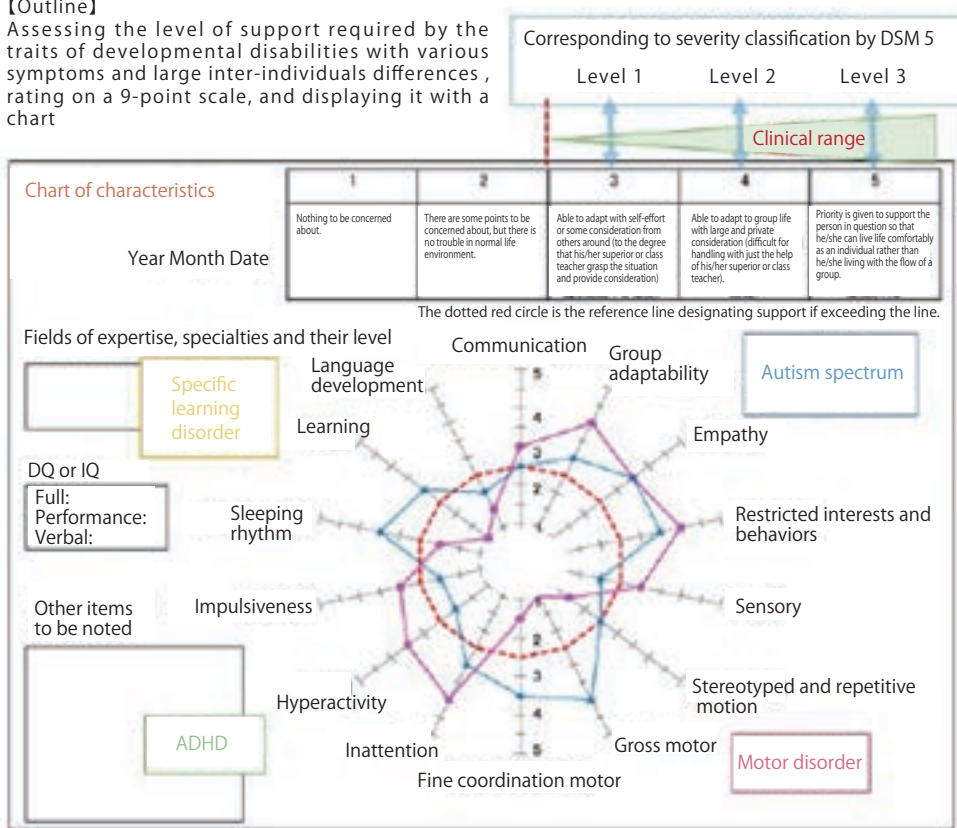 【Outline】
Assessing the level of support required by the
traits of developmental disabilities with various
symptoms and large inter-individuals differences ,
rating on a 9-point scale, and displaying it with a
chart
Corresponding to severity classification by DSM 5
Level 1 Level 2 Level 3
Clinical range
Chart of characteristics
Year Month Date
1 2 3 4 5
Nothing to be concerned
about.
There are some points to be
concerned about, but there is
no trouble in normal life
environment.
Able to adapt with self-effort
or some consideration from
others around (to the degree
that his/her superior or class
teacher grasp the situation
and provide consideration)
Able to adapt to group life
with large and private
consideration (difficult for
handling with just the help
of his/her superior or class
teacher).
Priority is given to support the
person in question so that
he/she can live life comfortably
as an individual rather than
he/she living with the flow of a
group.
The dotted red circle is the reference line designating support if exceeding the line.
Fields of expertise, specialties and their level
Specific
learning
disorder
DQ or IQ
Full:
Performance:
Verbal:
Other items
to be noted
ADHD
Communication
Group
adaptability
Empathy
Restricted interests and
behaviors
Sensory
Stereotyped and repetitive
motion
Gross motor
Fine coordination motor
Inattention
Hyperactivity
Impulsiveness
Sleeping
rhythm
Learning
Language
development
5
4
3
2
1
2
3
4
5
Autism spectrum
Motor disorder